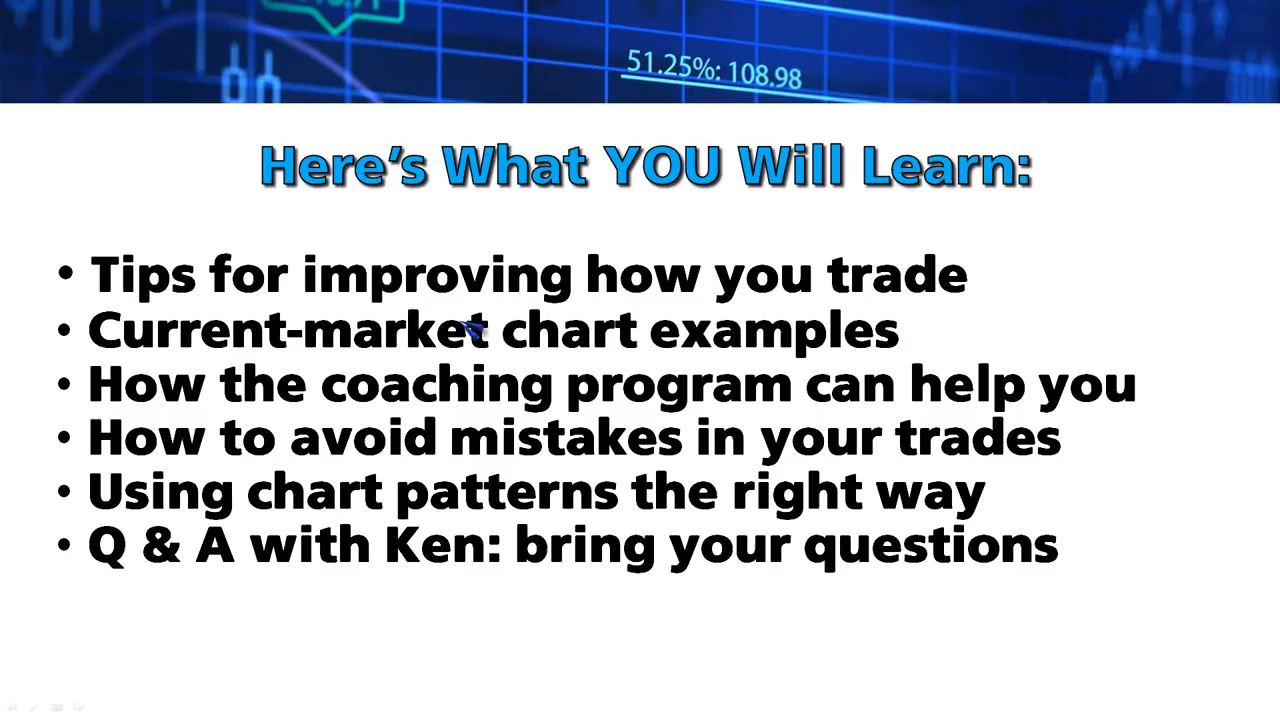 51.25%: 108.98
Here's What YOU Will Learn:
• Tips for improving how you trade
• Current-market chart examples
• How the coaching program can help you
• How to avoid mistakes in your trades
• Using chart patterns the right way
• Q & A with Ken: bring your questions